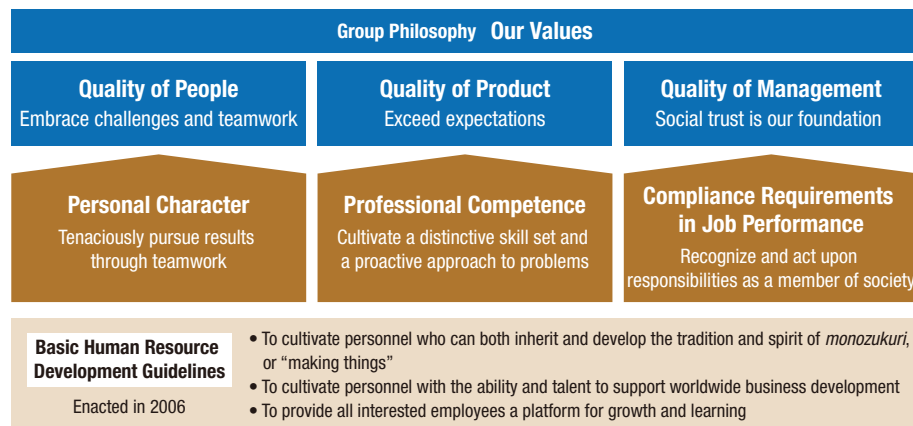 Group Philosophy Our Values
Quality of People
Embrace challenges and teamwork
Quality of Product
Exceed expectations
Quality of Management
Social trust is our foundation
Personal Character
Tenaciously pursue results
through teamwork
Professional Competence
Cultivate a distinctive skill set and
a proactive approach to problems
Compliance Requirements
in Job Performance
Recognize and act upon
responsibilities as a member of society
Basic Human Resource
Development Guidelines
Enacted in 2006
• To cultivate personnel who can both inherit and develop the tradition and spirit of monozukuri,
or “making things”
• To cultivate personnel with the ability and talent to support worldwide business development
• To provide all interested employees a platform for growth and learning